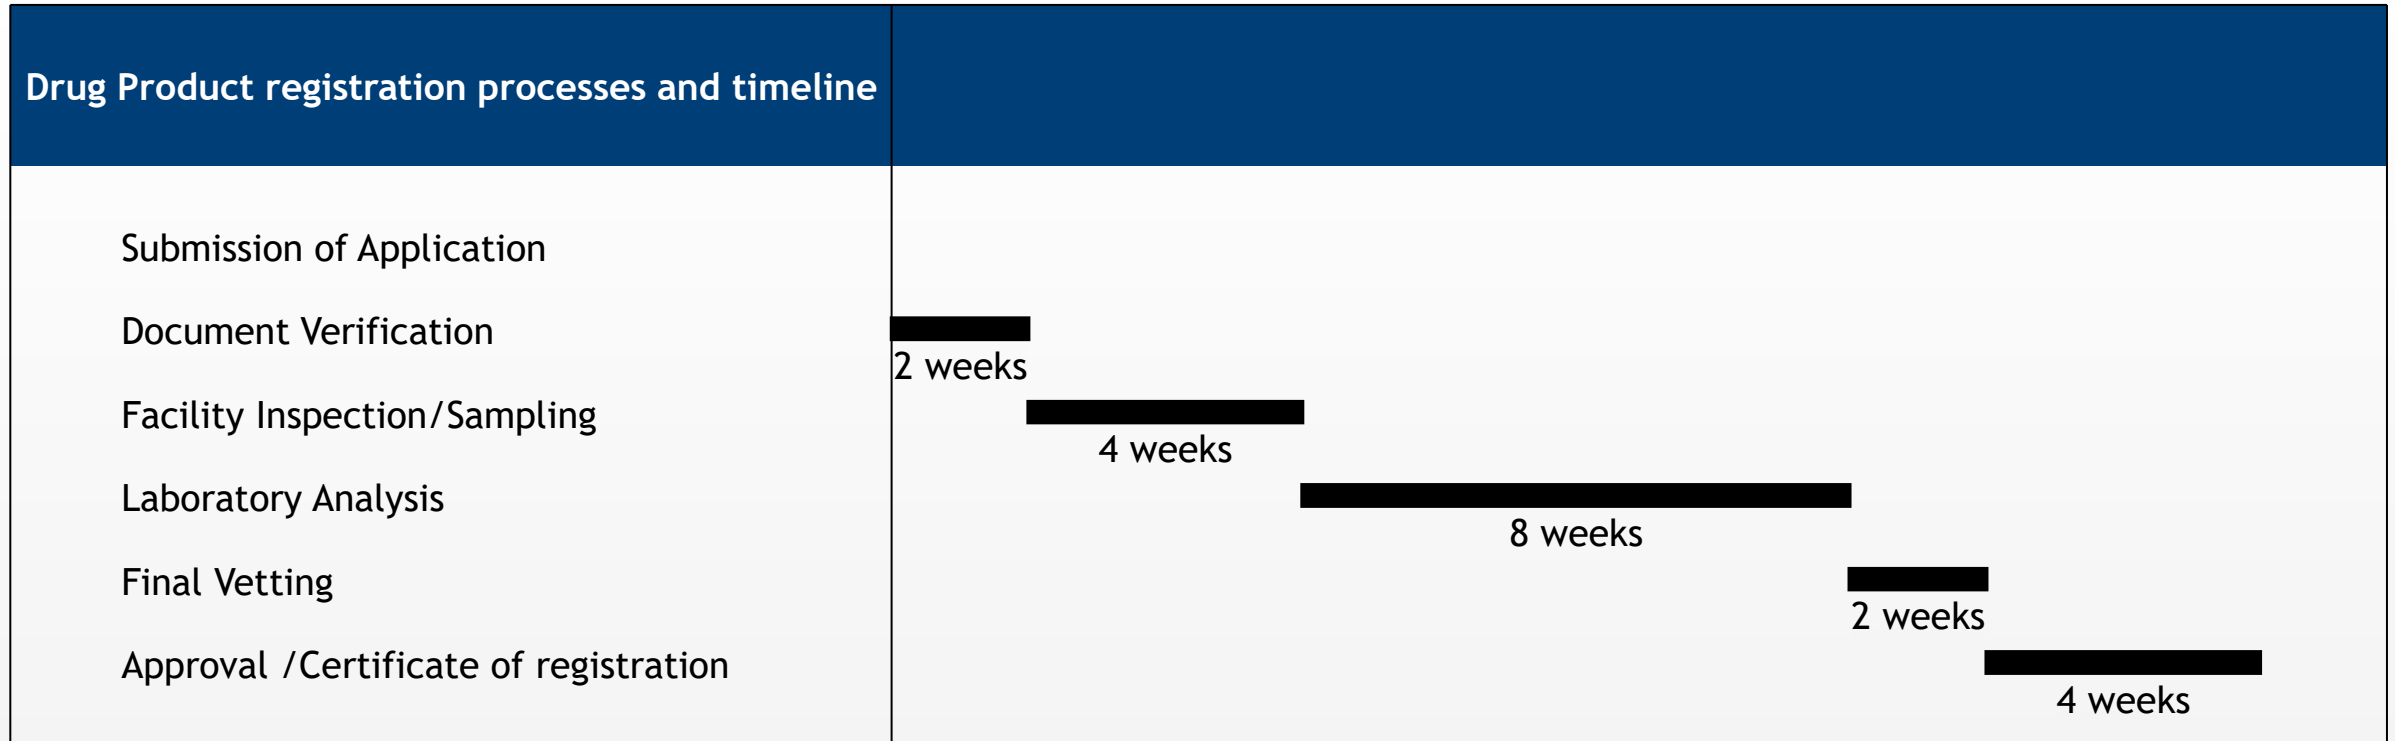 Drug Product registration processes and timeline
Submission of Application
Document Verification
2 weeks
Facility Inspection/Sampling
4 weeks
Laboratory Analysis
8 weeks
Final Vetting
2 weeks
Approval /Certificate of registration
4 weeks